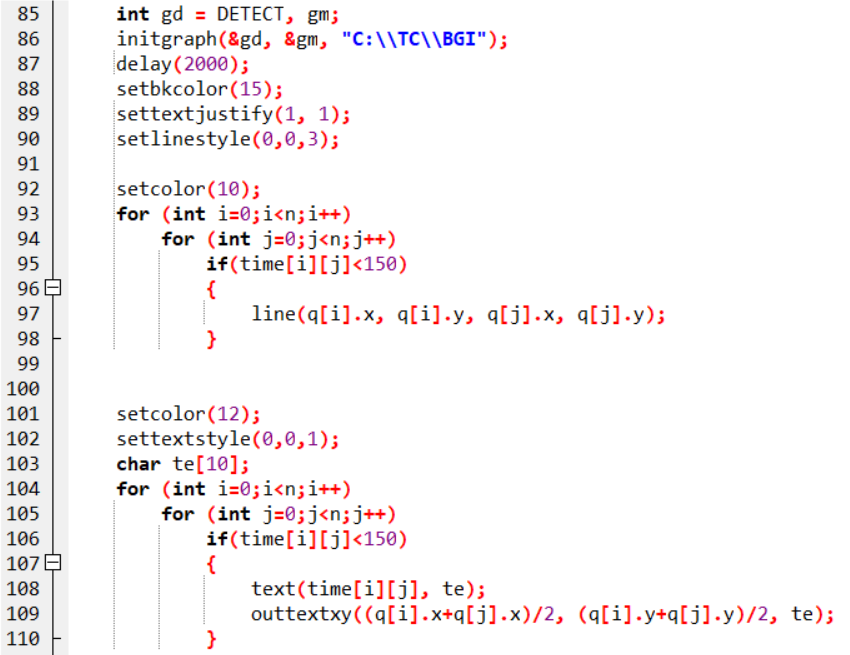 85 int gd = DETECT, gm;
86 initgraph(&gd, &gm, "C:\\TC\\BGI");
87 delay(2000);
88 setbkcolor(15);
89 settextjustify(1, 1);
90 setlinestyle(0,0,3);
91
92 setcolor(10);
93 for (int i=0;i<n;i++)
94 for (int j=0;j<n;j++)
95 if(time[i][j]<150)
96 {
97 line(q[i].x, q[i].y, q[j].x, q[j].y);
98 }
99
100
101 setcolor(12);
102 settextstyle(0,0,1);
103 char te[10];
104 for (int i=0;i<n;i++)
105 for (int j=0;j<n;j++)
106 if(time[i][j]<150)
107 {
108 text(time[i][j], te);
109 outtextxy((q[i].x+q[j].x)/2, (q[i].y+q[j].y)/2, te);
110 }